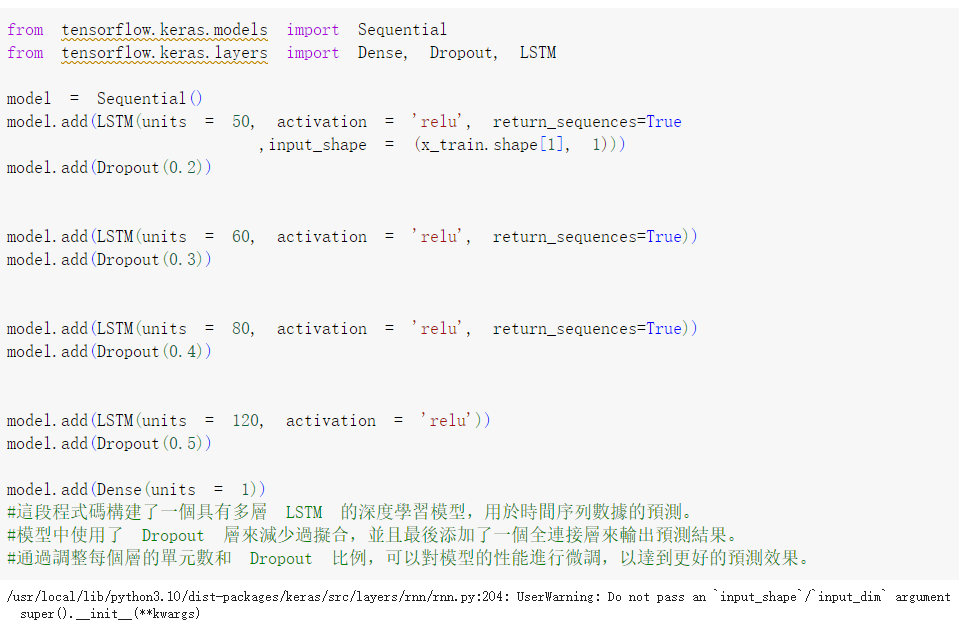 from tensorflow.keras.models import Sequential
from tensorflow.keras.layers import Dense, Dropout, LSTM
model = Sequential()
model.add(LSTM(units = 50, activation = 'relu', return_sequences=True
,input_shape = (x_train.shape[1], 1)))
model.add(Dropout(0.2))
model.add(LSTM(units = 60, activation = 'relu', return_sequences=True))
model.add(Dropout(0.3))
model.add(LSTM(units = 80, activation = 'relu', return_sequences=True))
model.add(Dropout(0.4))
model.add(LSTM(units = 120, activation = 'relu'))
model.add(Dropout(0.5))
model.add(Dense(units = 1))
#這段程式碼構建了一個具有多層 LSTM 的深度學習模型，用於時間序列數據的預測。
#模型中使用了 Dropout 層來減少過擬合，並且最後添加了一個全連接層來輸出預測結果。
#通過調整每個層的單元數和 Dropout 比例，可以對模型的性能進行微調，以達到更好的預測效果。
/usr/local/lib/python3.10/dist-packages/keras/src/layers/rnn/rnn.py:204: UserWarning: Do not pass an `input_shape`/`input_dim` argument
super().__init__(**kwargs)